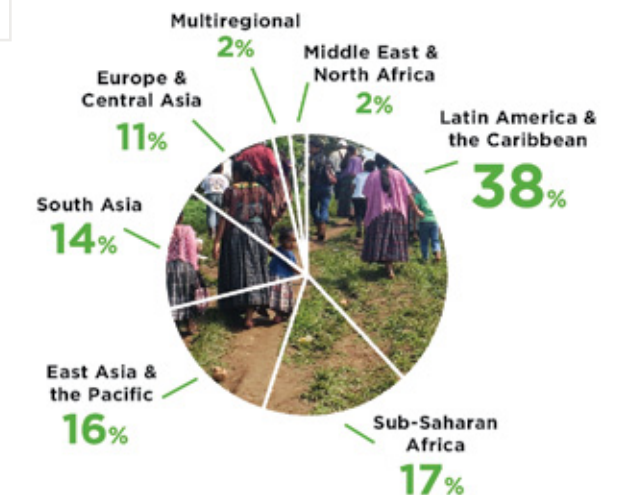 Multiregional
2%
Middle East &
North Africa
2%
Europe &
Central Asia
11%
Latin America &
the Caribbean
38%
South Asia
14%
East Asia &
the Pacific
16%
Sub-Saharan
Africa
17%